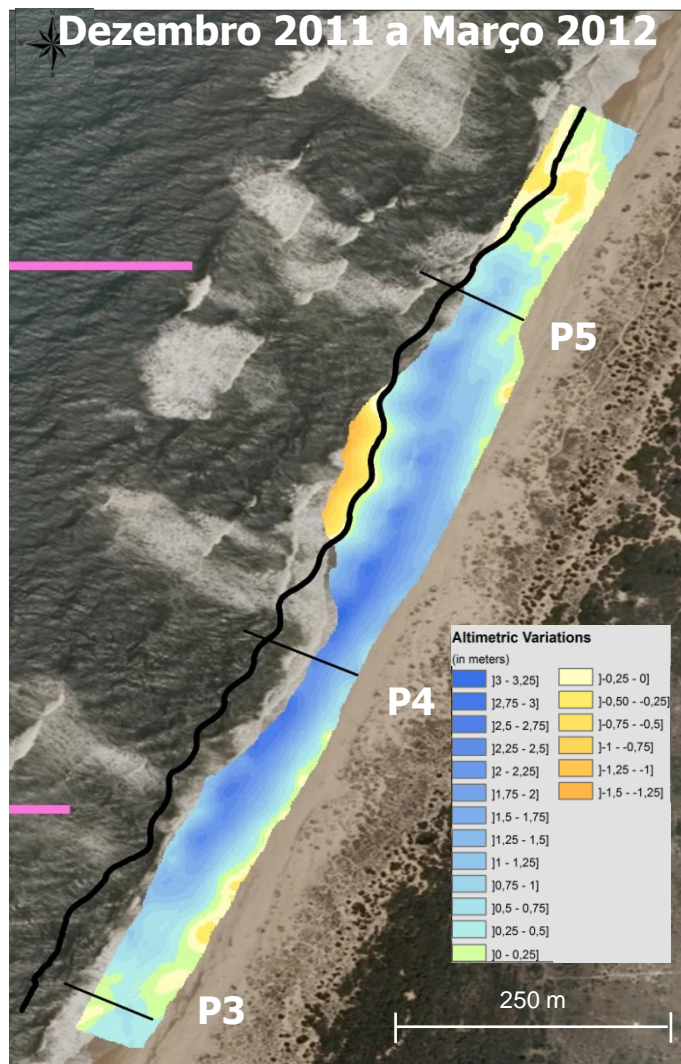 Dezembro 2011 a Março 2012
P5
P4
P3
Altimetric Variations
(in meters)
]3 - 3,25]
]2,75 - 3]
]2,5 - 2,75]
]2,25 - 2,5]
]2 - 2,25]
]1,75 - 2]
]1,5 - 1,75]
]1,25 - 1,5]
]1 - 1,25]
]0,75 - 1]
]0,5 - 0,75]
]0,25 - 0,5]
]0 - 0,25]
]-0,25 - 0]
]-0,50 - -0,25]
]-0,75 - -0,5]
]-1 - -0,75]
]-1,25 - -1]
]-1,5 - -1,25]
250 m